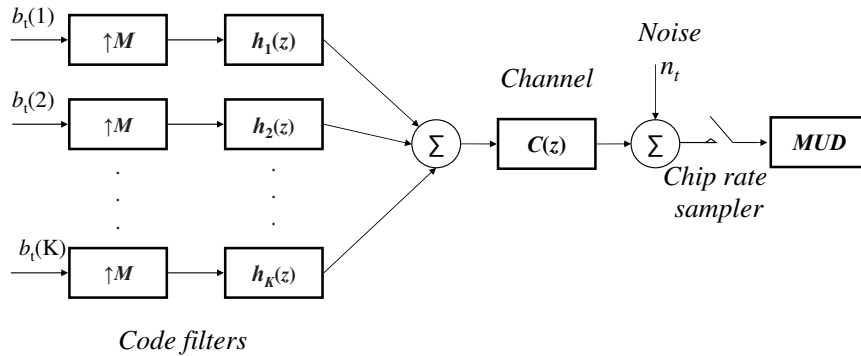 b_t(1)
↑M
h_1(z)
b_t(2)
↑M
h_2(z)
.
.
.
.
.
.
b_t(K)
↑M
h_K(z)
Code filters
Σ
Channel
C(z)
Noise
n_t
Σ
Chip rate
sampler
MUD